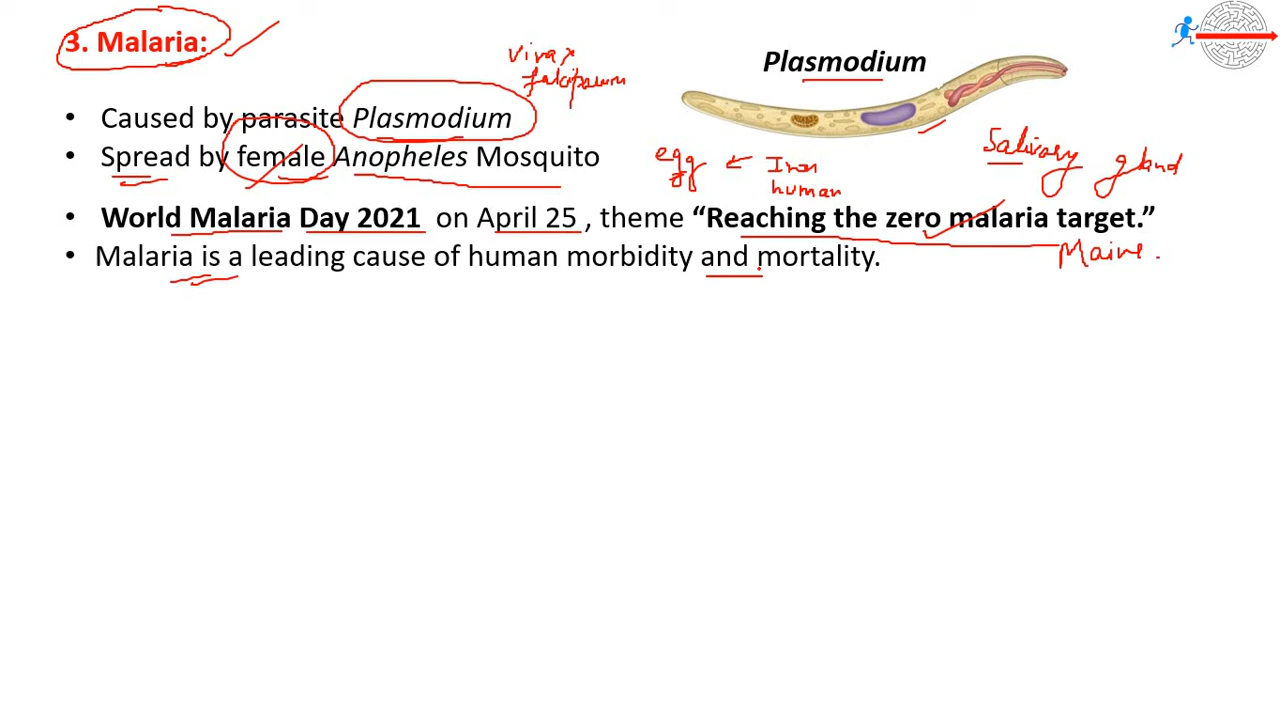 3. Malaria:
vivax
falciparum
Plasmodium
• Caused by parasite Plasmodium
• Spread by female Anopheles Mosquito
egg ← Iron
human
Salivary gland
• World Malaria Day 2021 on April 25, theme “Reaching the zero malaria target.”
• Malaria is a leading cause of human morbidity and mortality.